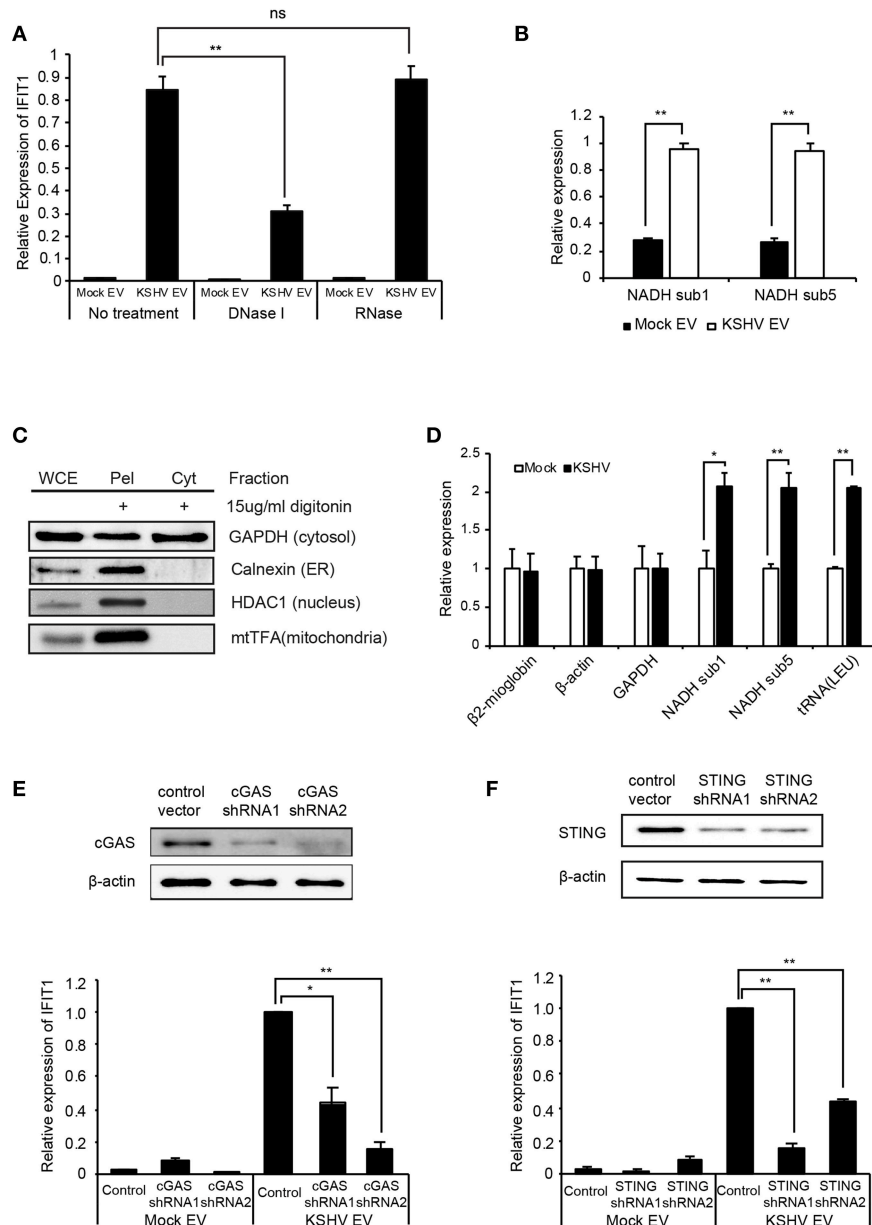 A
ns
**
Relative Expression of IFIT1
1
0.9
0.8
0.7
0.6
0.5
0.4
0.3
0.2
0.1
0
Mock EV KSHV EV Mock EV KSHV EV Mock EV KSHV EV
No treatment DNase I RNase
B
** **
Relative expression
1.2
1
0.8
0.6
0.4
0.2
0
NADH sub1 NADH sub5
Mock EV KSHV EV
C
WCE Pel Cyt Fraction
+ + 15ug/ml digitonin
GAPDH (cytosol)
Calnexin (ER)
HDAC1 (nucleus)
mtTFA(mitochondria)
D
Mock KSHV
* ** **
Relative expression
2.5
2
1.5
1
0.5
0
β2-mioglobin
β-actin
GAPDH
NADH sub1
NADH sub5
tRNA(LEU)
E
control vector
cGAS shRNA1
cGAS shRNA2
cGAS
β-actin
**
*
Relative expression of IFIT1
1.2
1.0
0.8
0.6
0.4
0.2
0
Control cGAS shRNA1 cGAS shRNA2 Control cGAS shRNA1 cGAS shRNA2
Mock EV KSHV EV
F
control vector
STING shRNA1
STING shRNA2
STING
β-actin
**
**
Relative expression of IFIT1
1.2
1.0
0.8
0.6
0.4
0.2
0
Control STING shRNA1 STING shRNA2 Control STING shRNA1 STING shRNA2
Mock EV KSHV EV